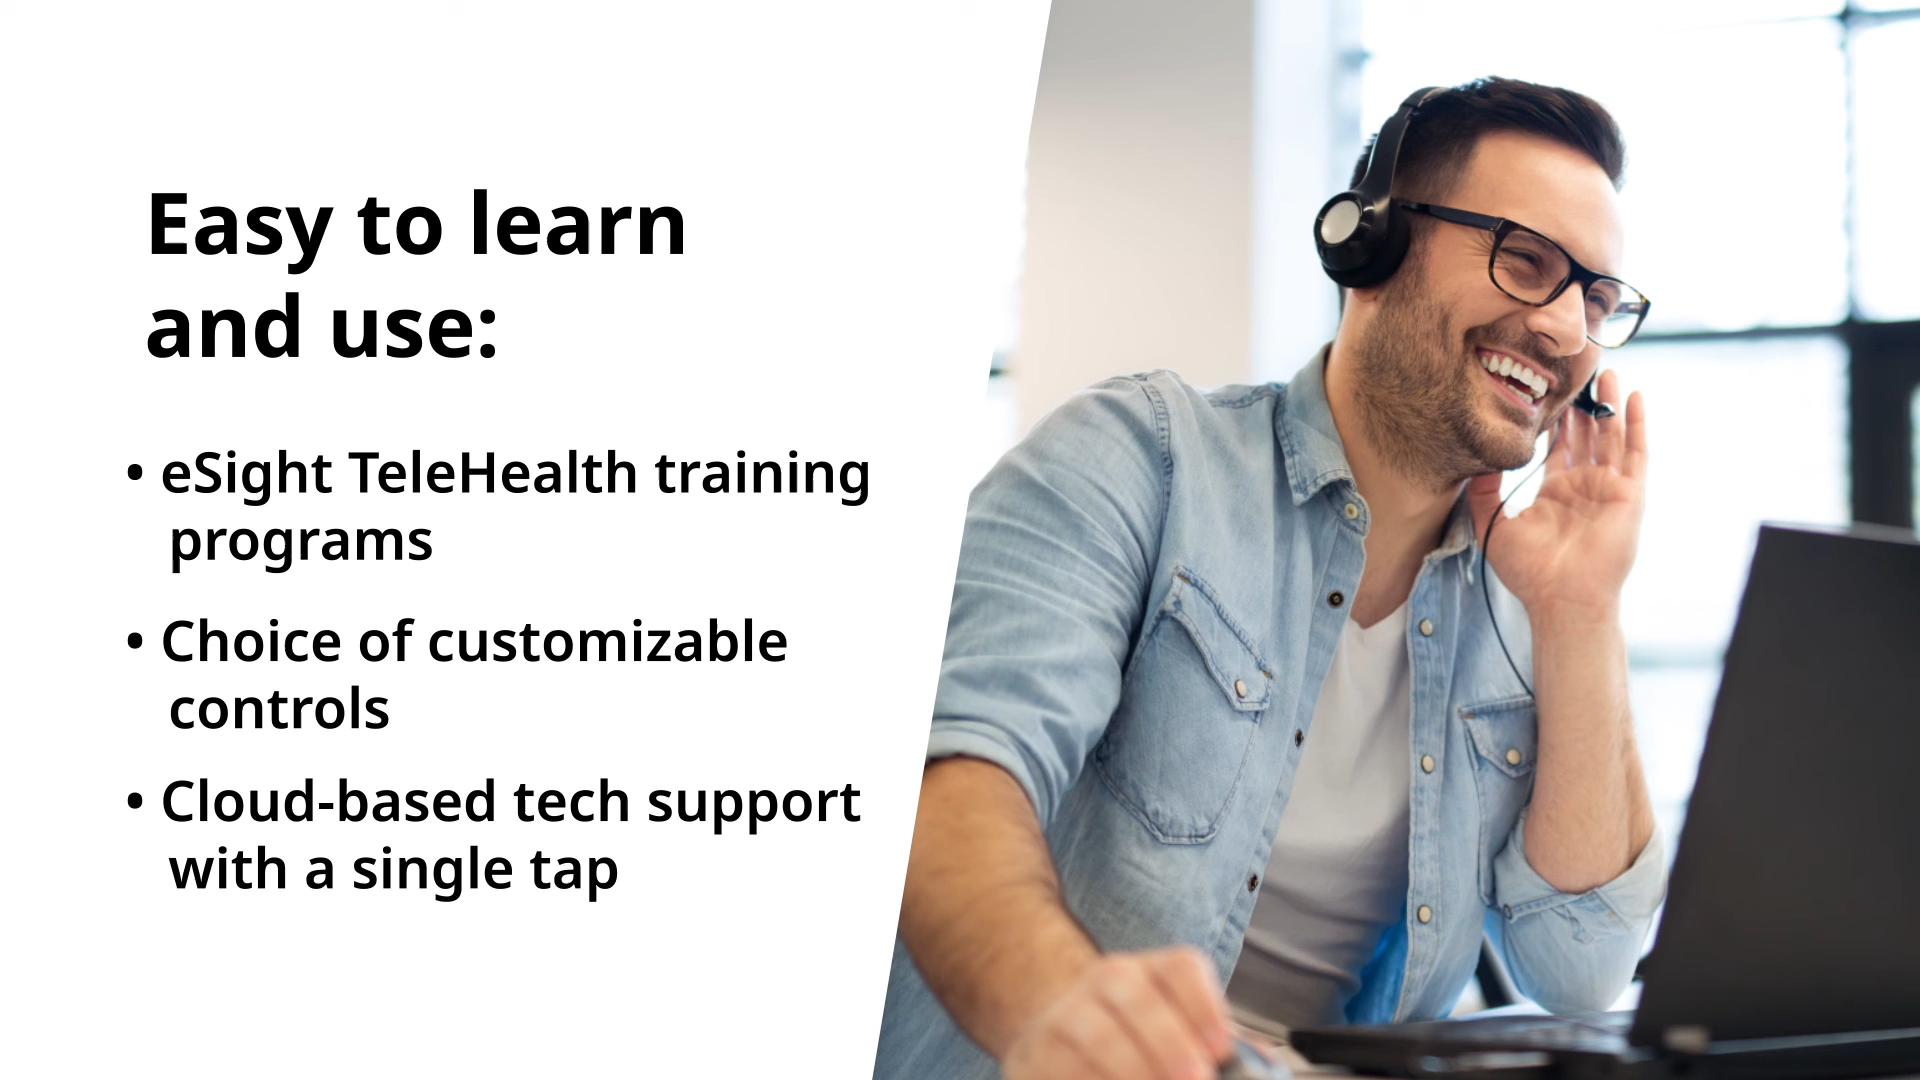 Easy to learn
and use:
• eSight TeleHealth training
programs
• Choice of customizable
controls
• Cloud-based tech support
with a single tap